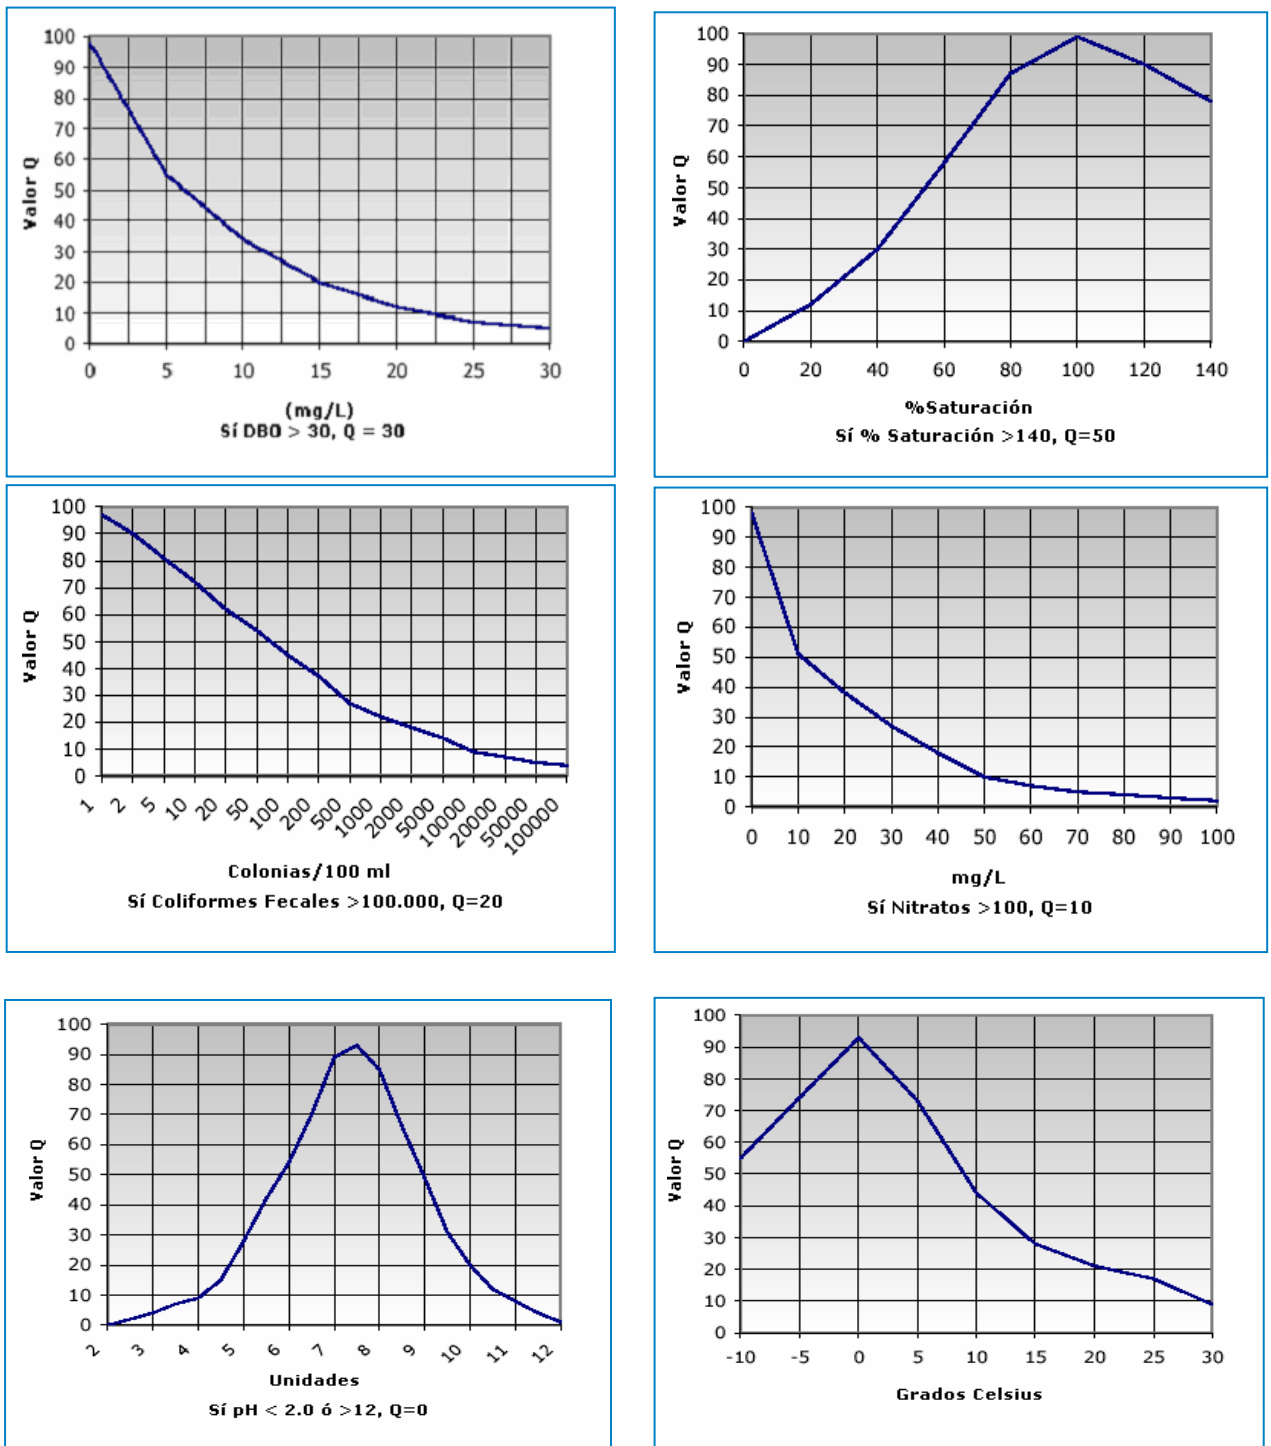 100
90
80
70
60
50
40
30
20
10
0
Valor Q
0 5 10 15 20 25 30
(mg/L)
Sí DBO > 30, Q = 30
100
90
80
70
60
50
40
30
20
10
0
Valor Q
0 20 40 60 80 100 120 140
%Saturación
Sí % Saturación >140, Q=50
100
90
80
70
60
50
40
30
20
10
0
Valor Q
1 2 5 10 20 50 100 200 5000 1000 2000 5000 10000 20000 50000 100000
Colonias/100 ml
Sí Coliformes Fecales >100.000, Q=20
100
90
80
70
60
50
40
30
20
10
0
Valor Q
0 10 20 30 40 50 60 70 80 90 100
mg/L
Sí Nitratos >100, Q=10
100
90
80
70
60
50
40
30
20
10
0
Valor Q
2 3 4 5 6 7 8 9 10 11 12
Unidades
Sí pH < 2.0 ó >12, Q=0
100
90
80
70
60
50
40
30
20
10
0
Valor Q
-10 -5 0 5 10 15 20 25 30
Grados Celsius